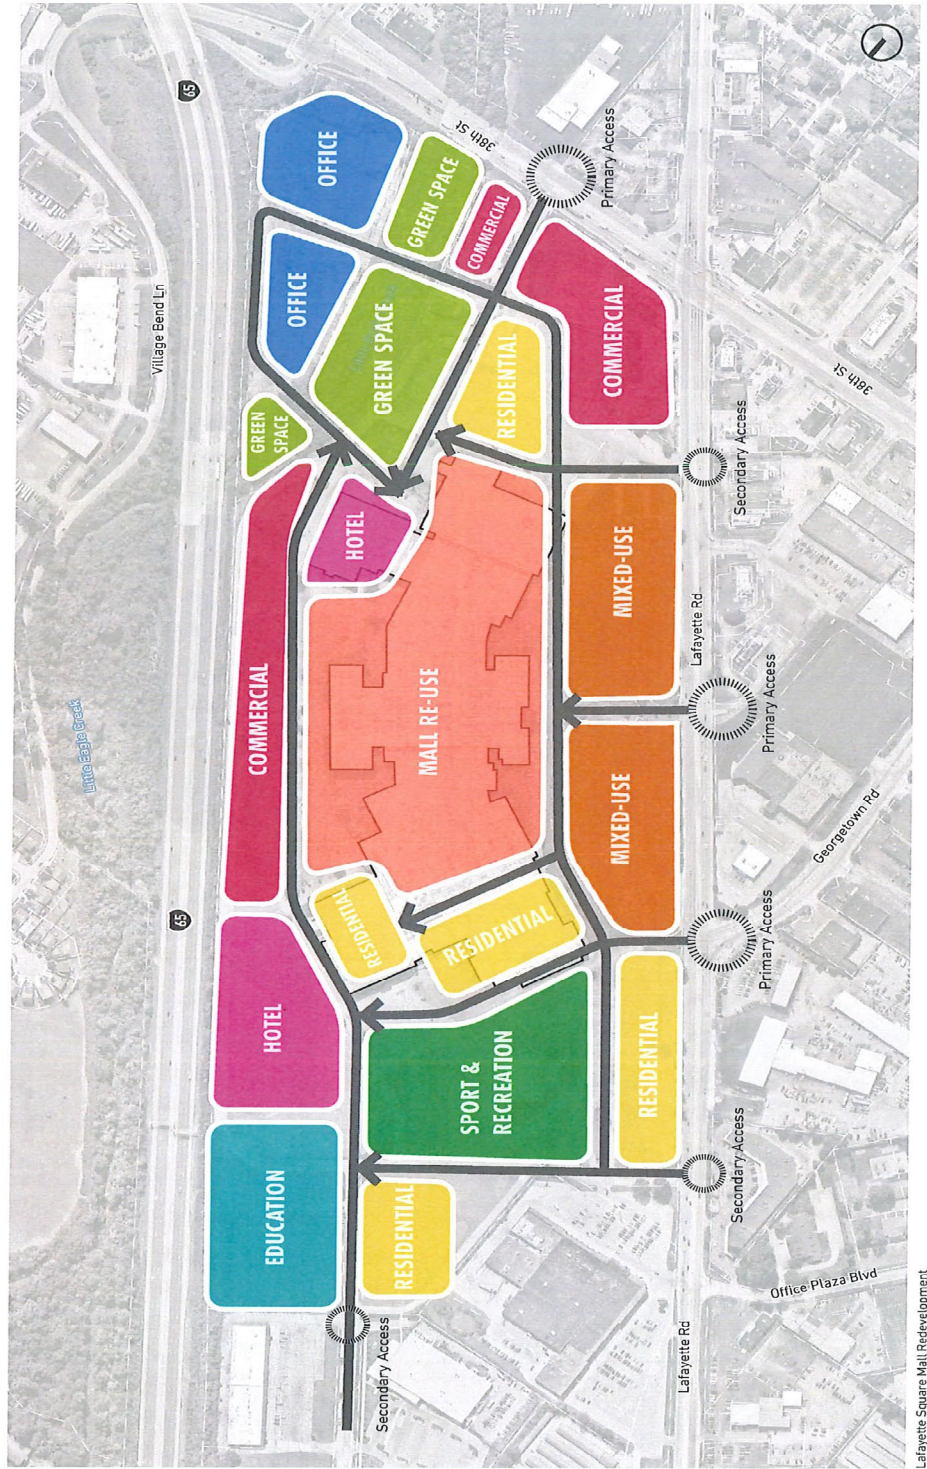 65
38th St
OFFICE
GREEN SPACE
COMMERCIAL
Primary Access
Village Bend Ln
OFFICE
GREEN SPACE
GREEN
SPACE
RESIDENTIAL
COMMERCIAL
38th St
Secondary Access
HOTEL
Little Eagle Creek
COMMERCIAL
MALL RE-USE
MIXED-USE
Lafayette Rd
Primary Access
MIXED-USE
Georgetown Rd
65
RESIDENTIAL
RESIDENTIAL
Primary Access
HOTEL
SPORT &
RECREATION
RESIDENTIAL
Secondary Access
EDUCATION
RESIDENTIAL
Secondary Access
Office Plaza Blvd
Lafayette Rd
Lafayette Square Mall Redevelopment